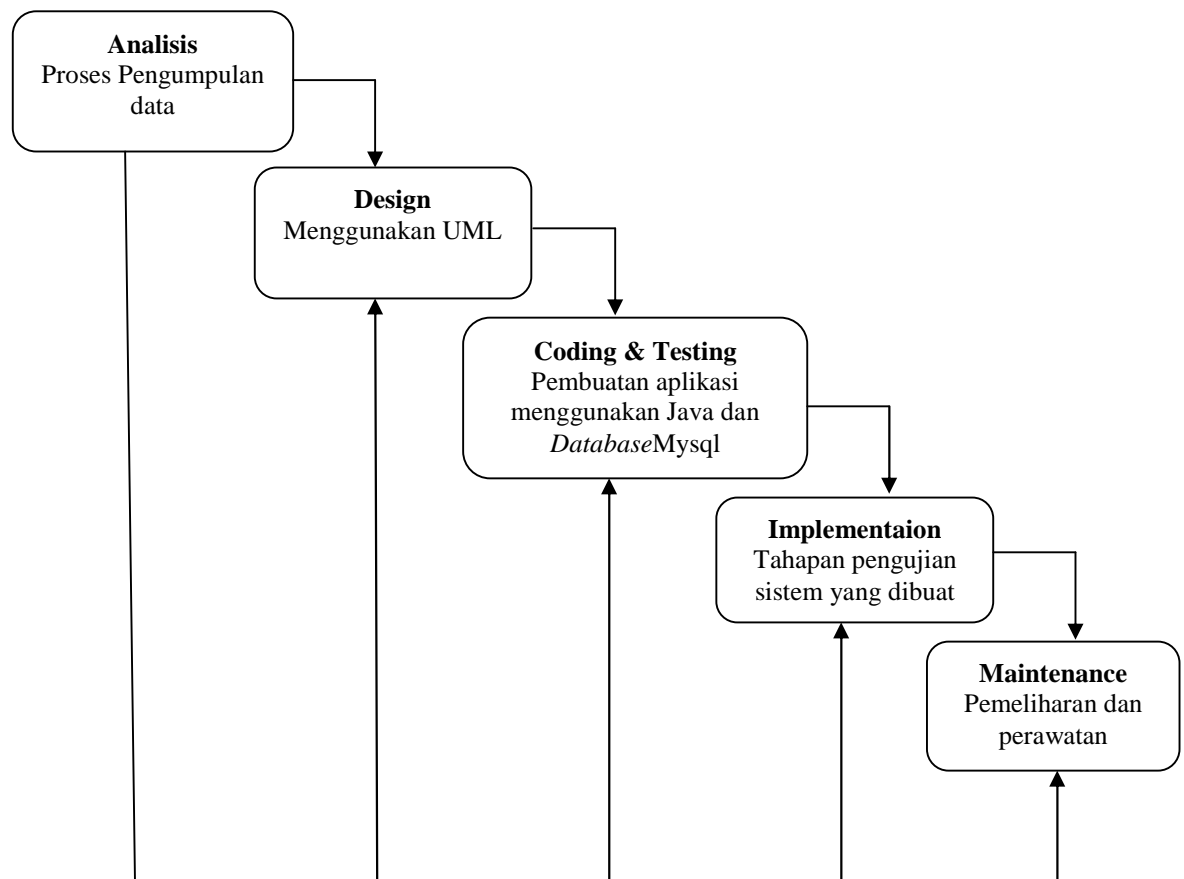 Analisis
Proses Pengumpulan
data
Design
Menggunakan UML
Coding & Testing
Pembuatan aplikasi
menggunakan Java dan
DatabaseMysql
Implementaion
Tahapan pengujian
sistem yang dibuat
Maintenance
Pemeliharan dan
perawatan